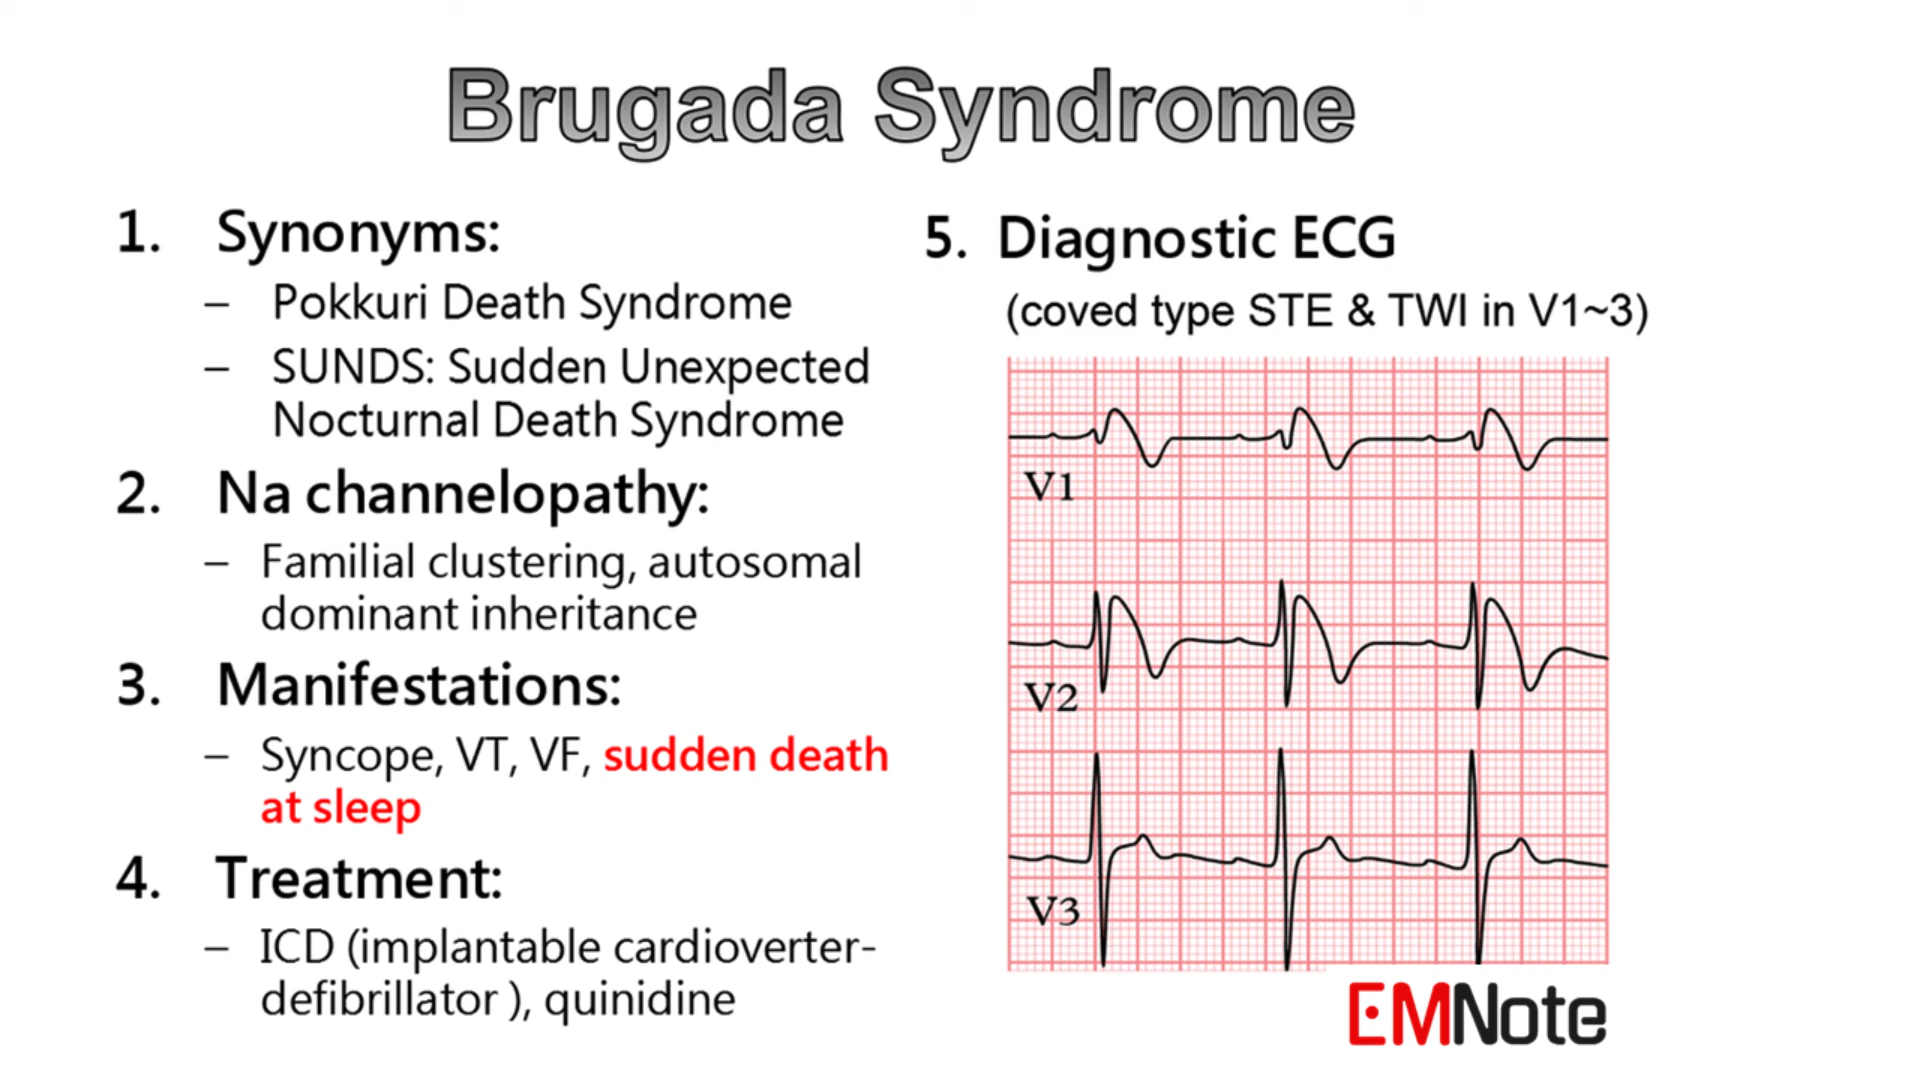 Brugada Syndrome
1. Synonyms:
– Pokkuri Death Syndrome
– SUNDS: Sudden Unexpected
Nocturnal Death Syndrome
2. Na channelopathy:
– Familial clustering, autosomal
dominant inheritance
3. Manifestations:
– Syncope, VT, VF, sudden death
at sleep
4. Treatment:
– ICD (implantable cardioverter-
defibrillator ), quinidine
5. Diagnostic ECG
(coved type STE & TWI in V1~3)
V1
V2
V3
EMNote